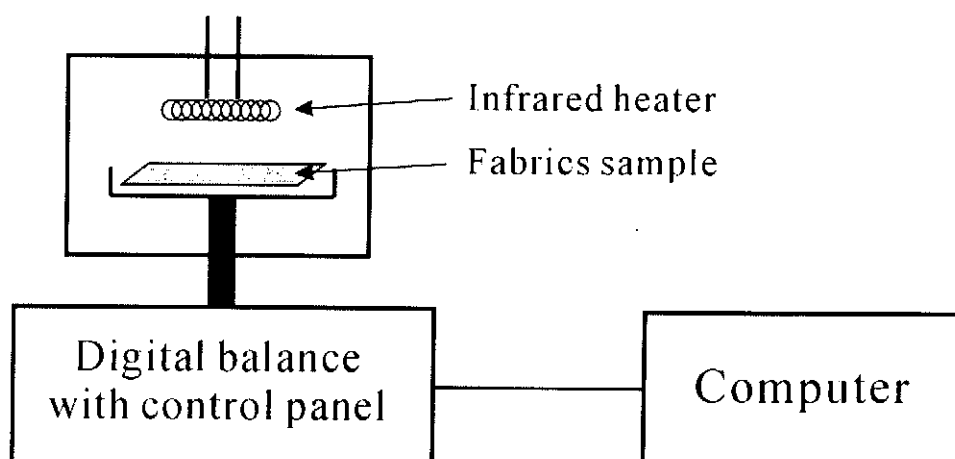 Infrared heater
Fabrics sample
Digital balance
with control panel
Computer